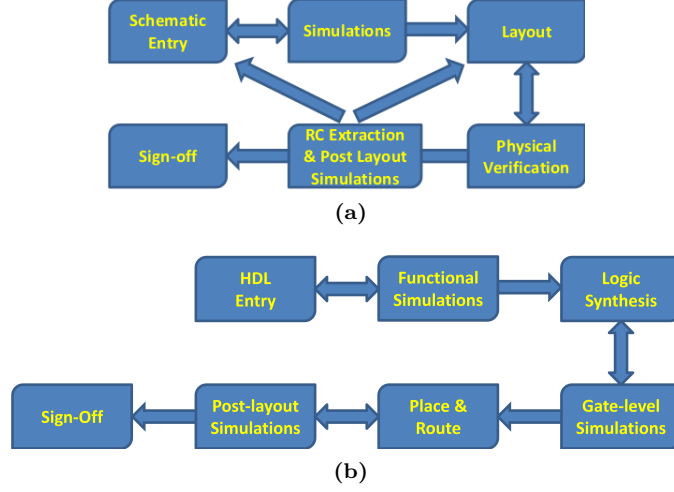 Schematic
Entry
Simulations
Layout
Sign-off
RC Extraction
& Post Layout
Simulations
Physical
Verification
(a)
HDL
Entry
Functional
Simulations
Logic
Synthesis
Sign-Off
Post-layout
Simulations
Place &
Route
Gate-level
Simulations
(b)